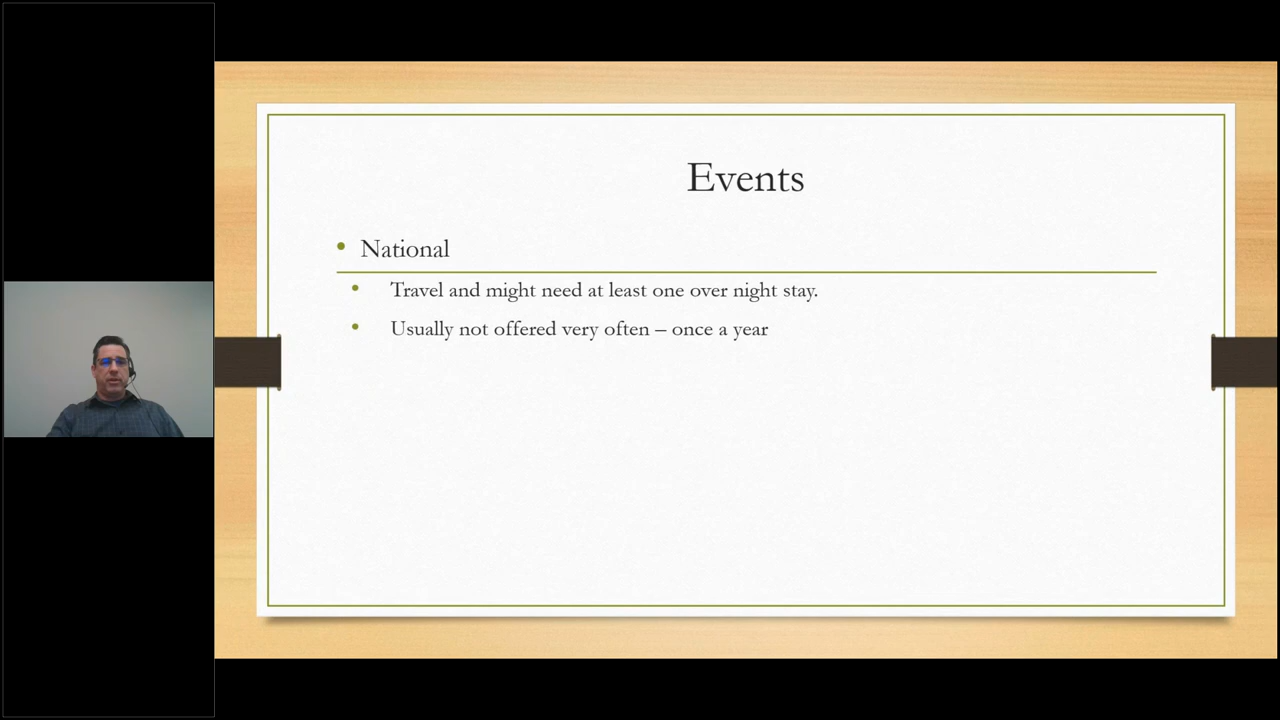 Events
National
Travel and might need at least one over night stay.
Usually not offered very often – once a year